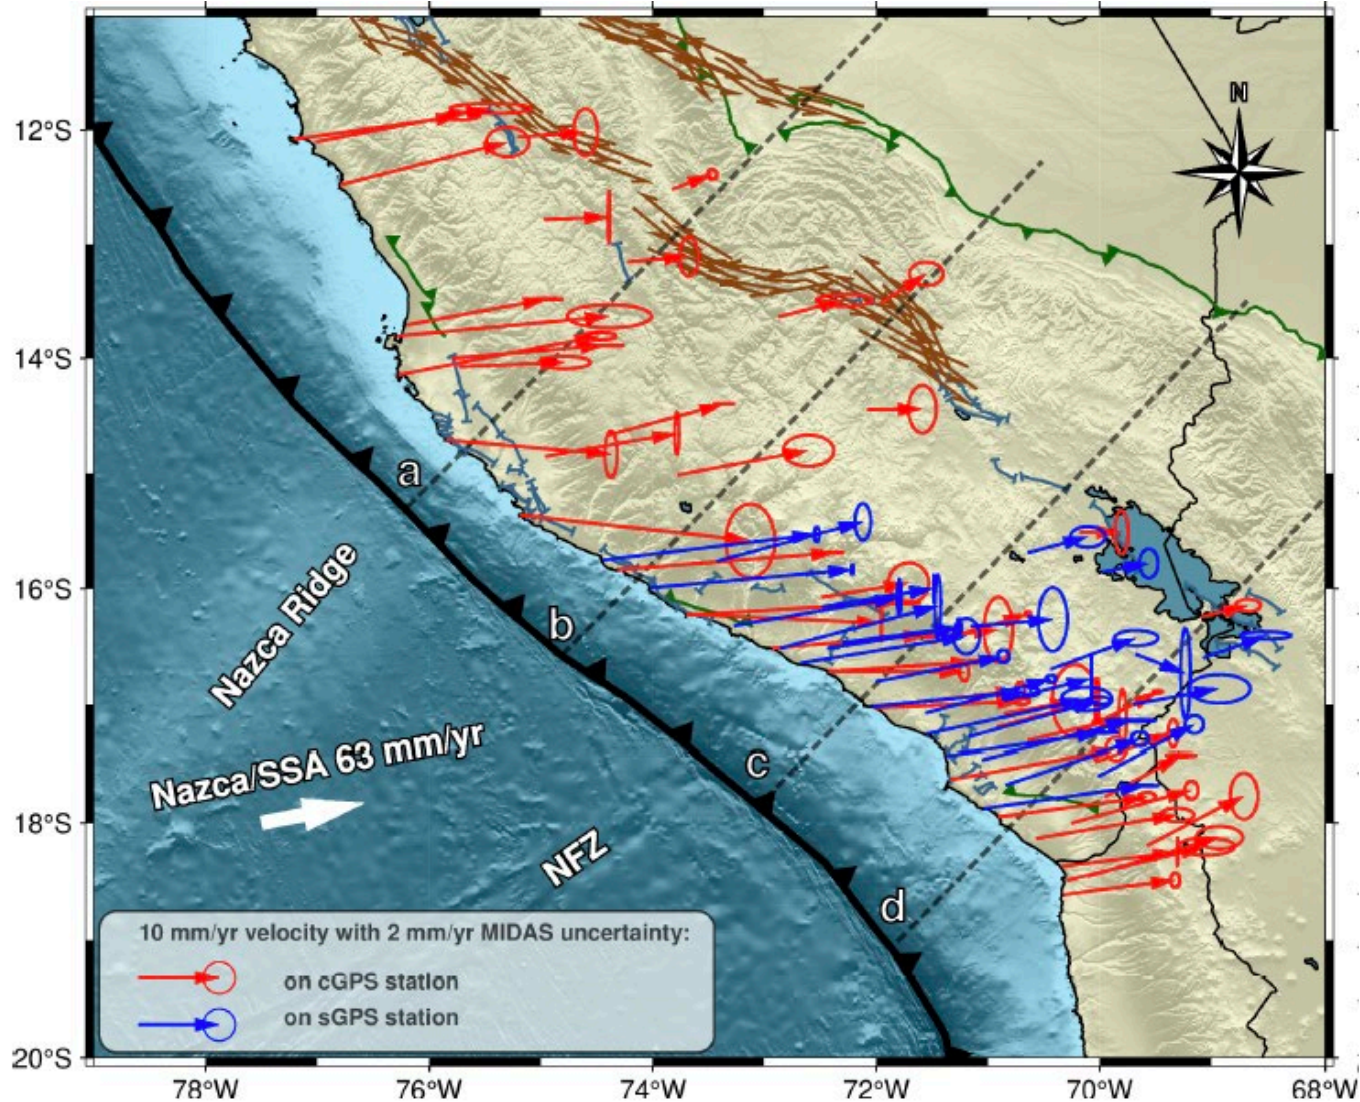 N
12°S
14°S
16°S
18°S
20°S
a
b
c
d
Nazca Ridge
Nazca/SSA 63 mm/yr
NFZ
10 mm/yr velocity with 2 mm/yr MIDAS uncertainty:
on cGPS station
on sGPS station
78°W 76°W 74°W 72°W 70°W 68°W